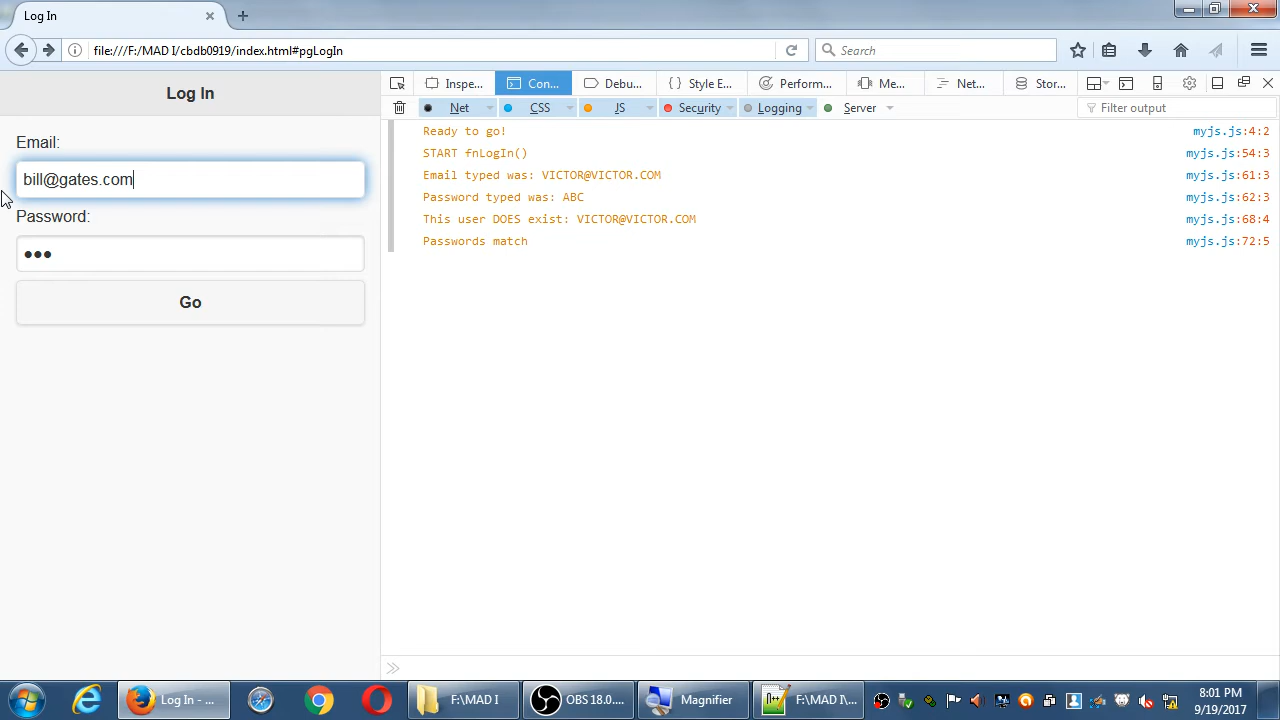 Log In
file:///F:/MAD I/cbdb0919/index.html#pgLogIn
Search
Log In
Email:
bill@gates.com
Password:
●●●
Go
Inspe... Con... Debu... { } Style E... Perform... Me... Net... Stor...
Net CSS JS Security Logging Server Filter output
Ready to go! myjs.js:4:2
START fnLogIn() myjs.js:54:3
Email typed was: VICTOR@VICTOR.COM myjs.js:61:3
Password typed was: ABC myjs.js:62:3
This user DOES exist: VICTOR@VICTOR.COM myjs.js:68:4
Passwords match myjs.js:72:5
Log In - ... F:\MAD I OBS 18.0.... Magnifier F:\MAD I\...
8:01 PM
9/19/2017